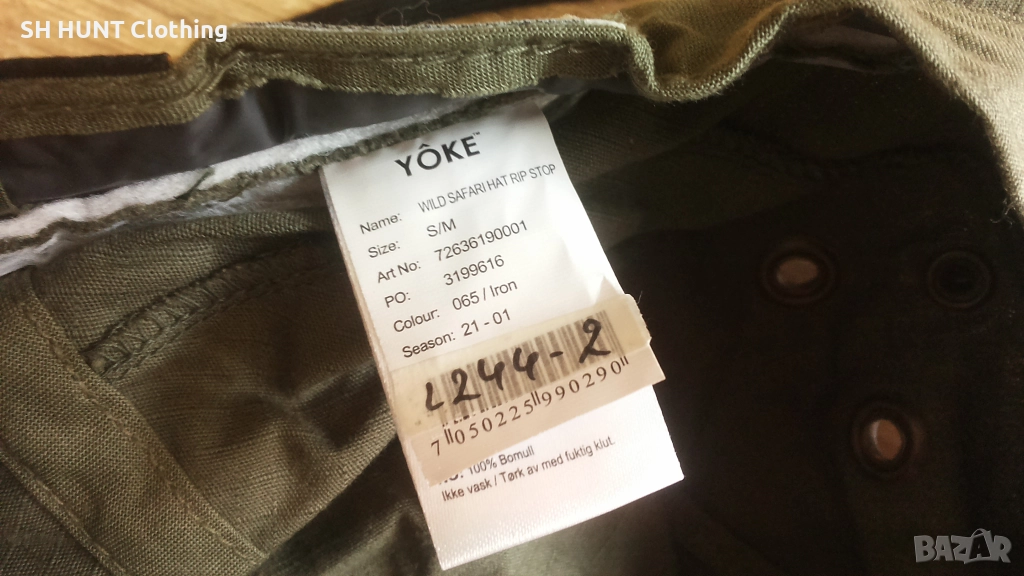 SH HUNT Clothing
YÔKE™
Name: WILD SAFARI HAT RIP STOP
Size: S/M
Art No: 72636190001
PO: 3199616
Colour: 065 / Iron
Season: 21 - 01
L244-2
7 050225 990290
100% Bomull
Ikke vask / Tørk av med fuktig klut.
BAZAR